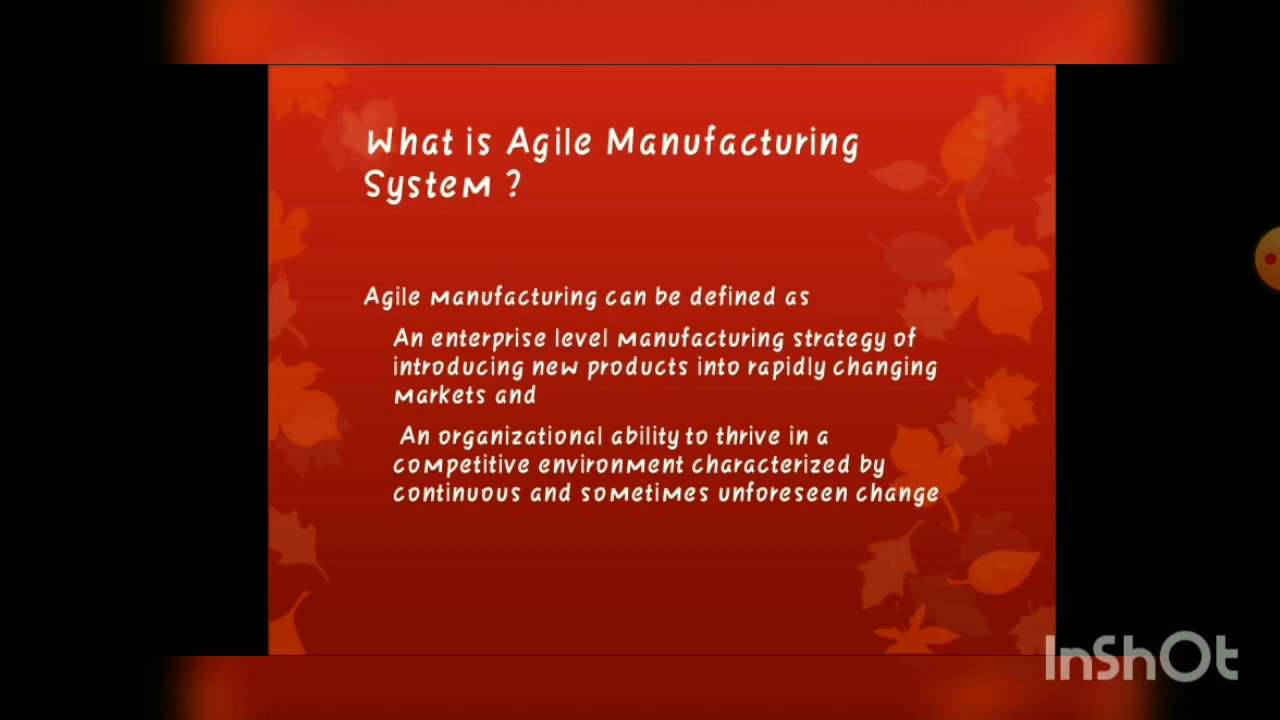 What is Agile Manufacturing
System ?
Agile manufacturing can be defined as
An enterprise level manufacturing strategy of
introducing new products into rapidly changing
markets and
An organizational ability to thrive in a
competitive environment characterized by
continuous and sometimes unforeseen change
InShOt